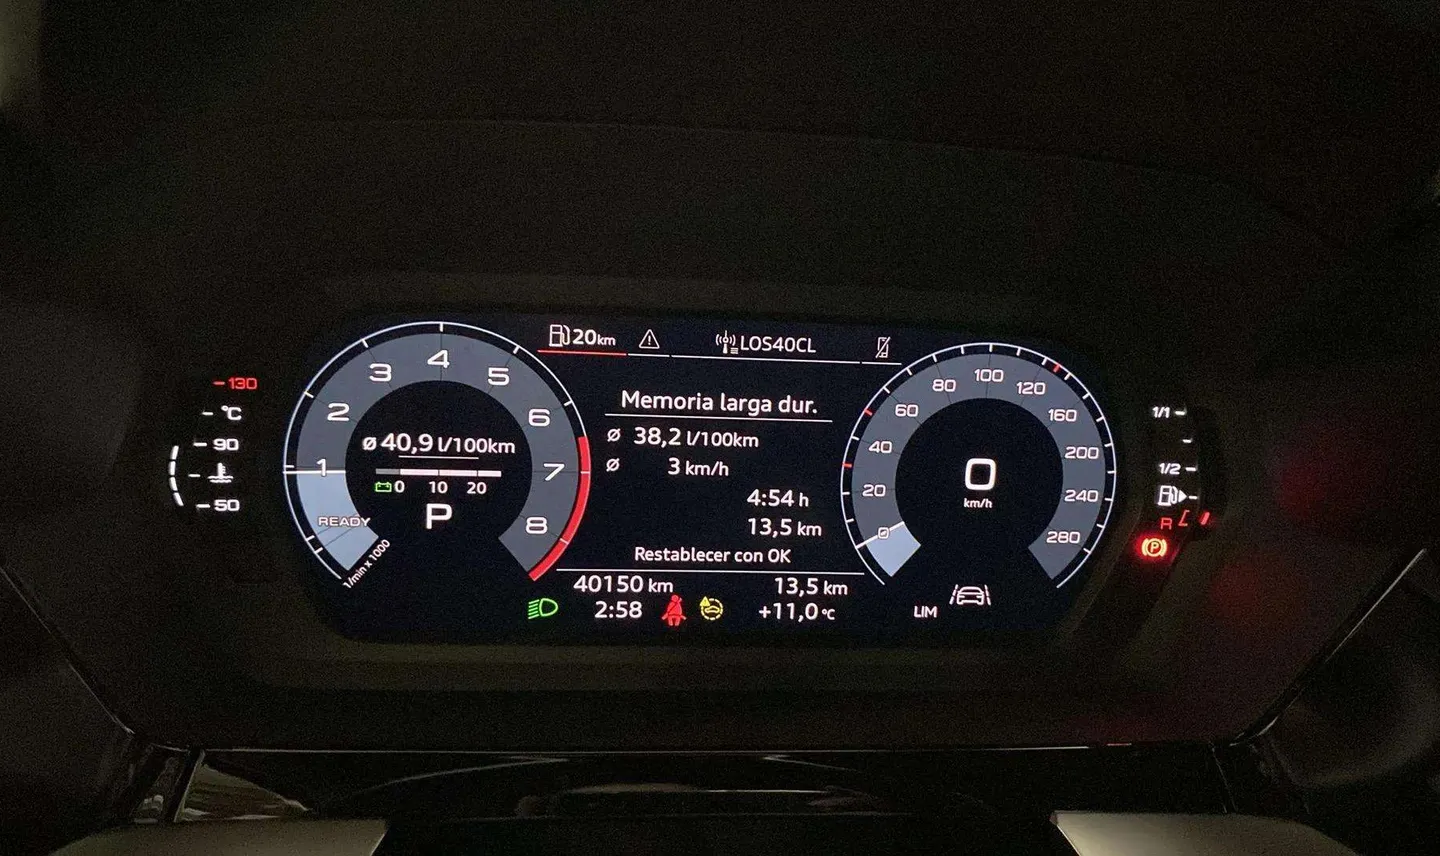 20km
LOS40CL
130
°C
90
50
1
2
3
4
5
6
7
8
READY
1/min x 1000
ø 40,9 l/100km
0 10 20
P
Memoria larga dur.
ø 38,2 l/100km
ø 3 km/h
4:54 h
13,5 km
Restablecer con OK
40150 km 13,5 km
2:58 +11,0 °C
0
20
40
60
80
100
120
160
200
240
280
0
km/h
LIM
1/1
1/2
R
P